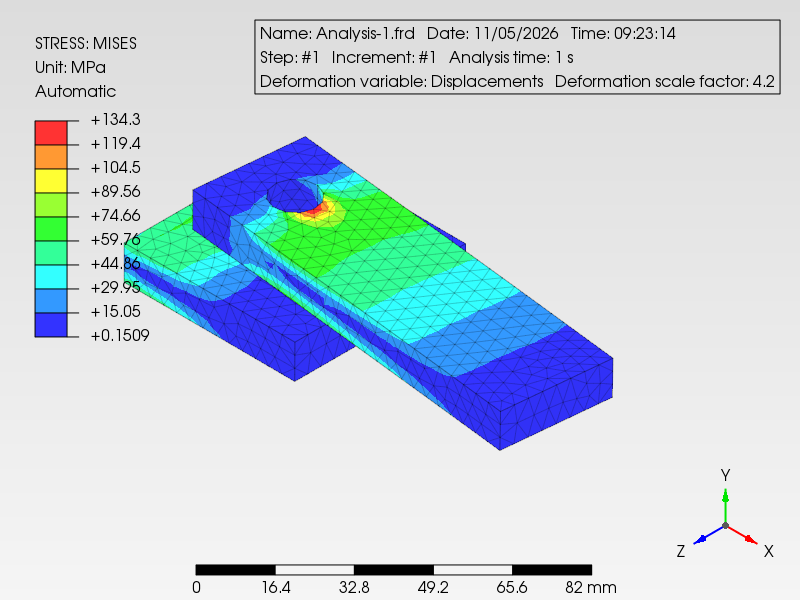 STRESS: MISES
Unit: MPa
Automatic
Name: Analysis-1.frd   Date: 11/05/2026   Time: 09:23:14
Step: #1   Increment: #1   Analysis time: 1 s
Deformation variable: Displacements   Deformation scale factor: 4.2
+134.3
+119.4
+104.5
+89.56
+74.66
+59.76
+44.86
+29.95
+15.05
+0.1509
Y
Z
X
0 16.4 32.8 49.2 65.6 82 mm